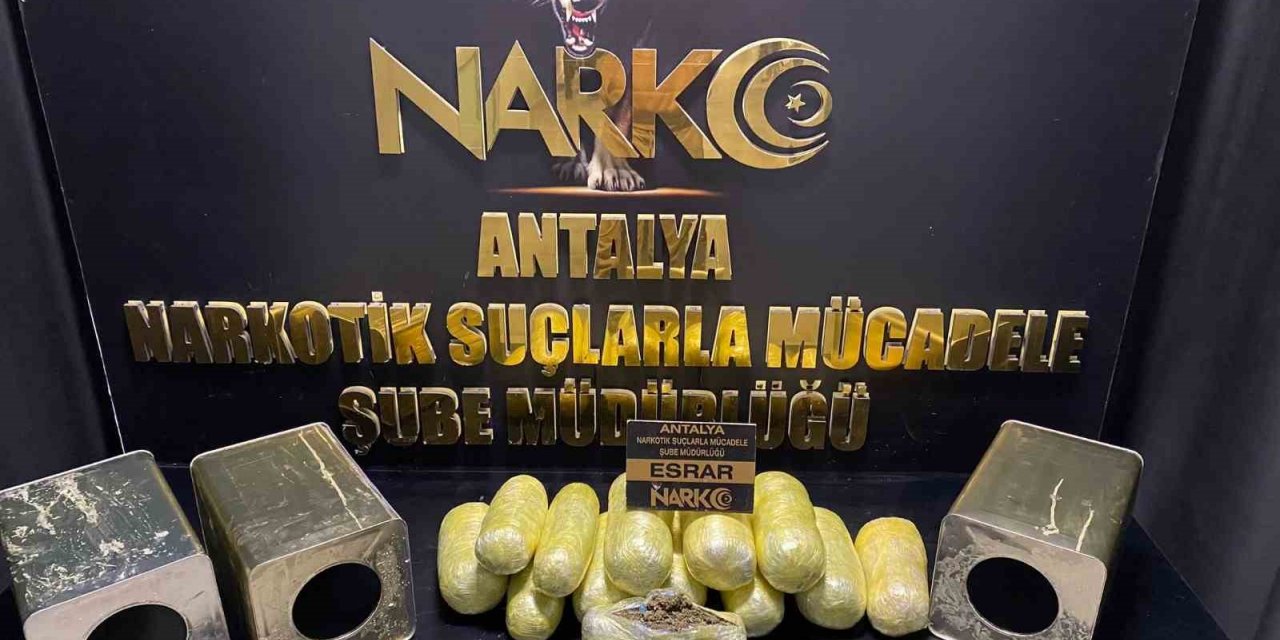 NARKO
ANTALYA
NARKOTİK SUÇLARLA MÜCADELE
ŞUBE MÜDÜRLÜĞÜ
ANTALYA
NARKOTİK SUÇLARLA MÜCADELE
ŞUBE MÜDÜRLÜĞÜ
ESRAR
NARKO